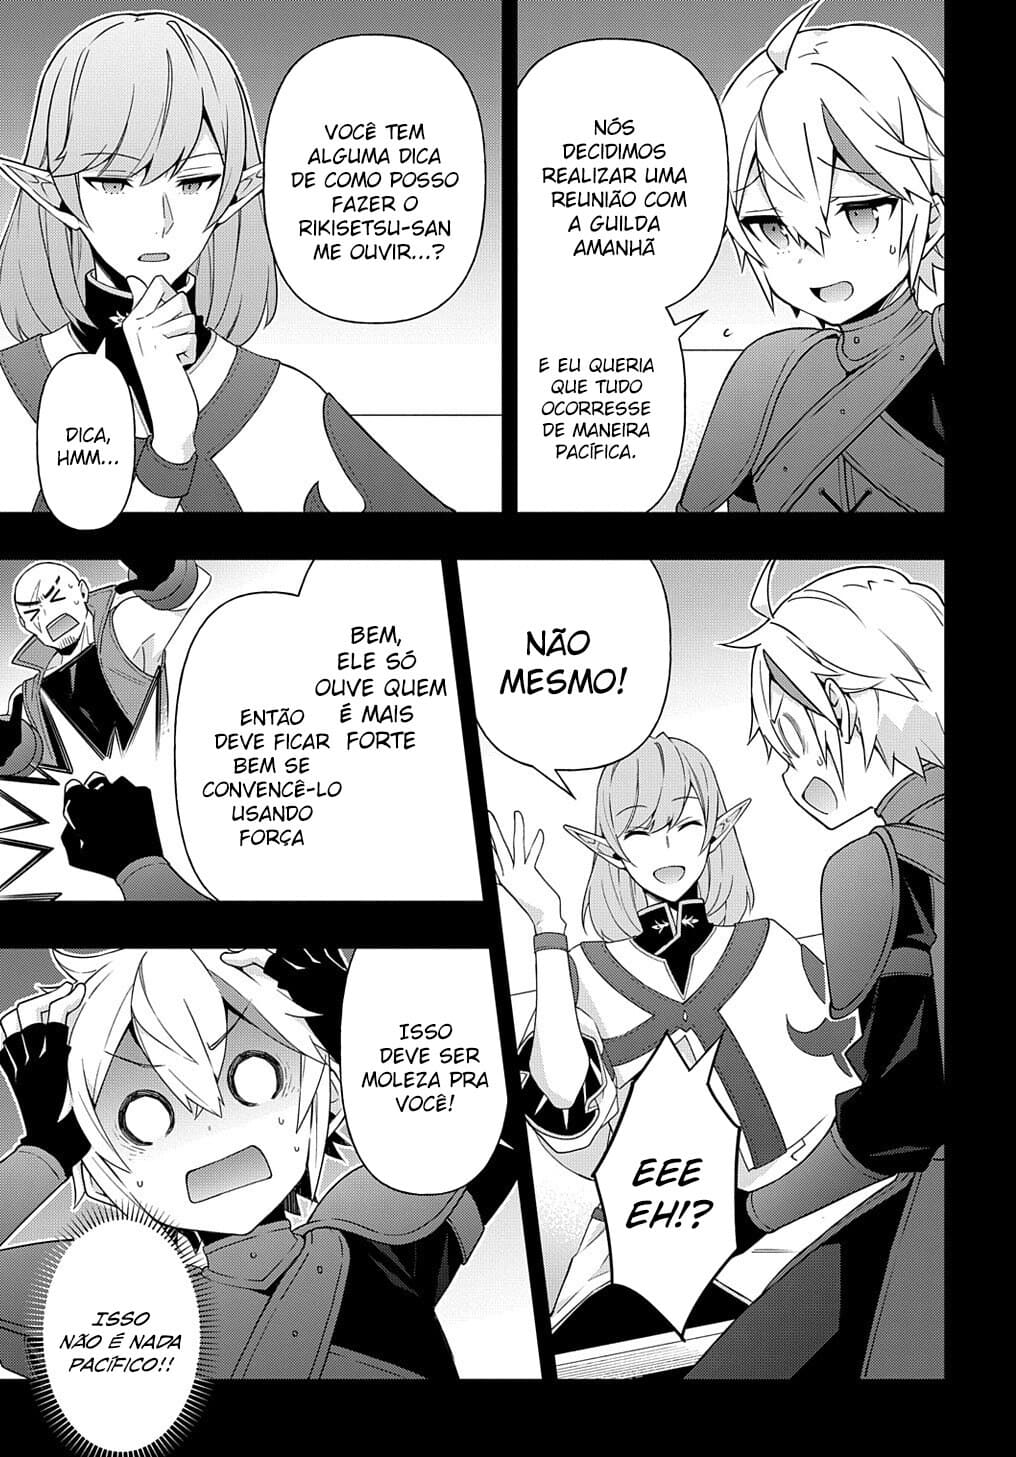 NÓS
DECIDIMOS
REALIZAR UMA
REUNIÃO COM
A GUILDA
AMANHÃ
E EU QUERIA
QUE TUDO
OCORRESSE
DE MANEIRA
PACÍFICA.
VOCÊ TEM
ALGUMA DICA
DE COMO POSSO
FAZER O
RIKISETSU-SAN
ME OUVIR...?
DICA,
HMM...
NÃO
MESMO!
EEE
EH!?
BEM,
ELE SÓ
OUVE QUEM
É MAIS
FORTE
ENTÃO
DEVE FICAR
BEM SE
CONVENCÊ-LO
USANDO
FORÇA
ISSO
DEVE SER
MOLEZA PRA
VOCÊ!
ISSO
NÃO É NADA
PACÍFICO!!